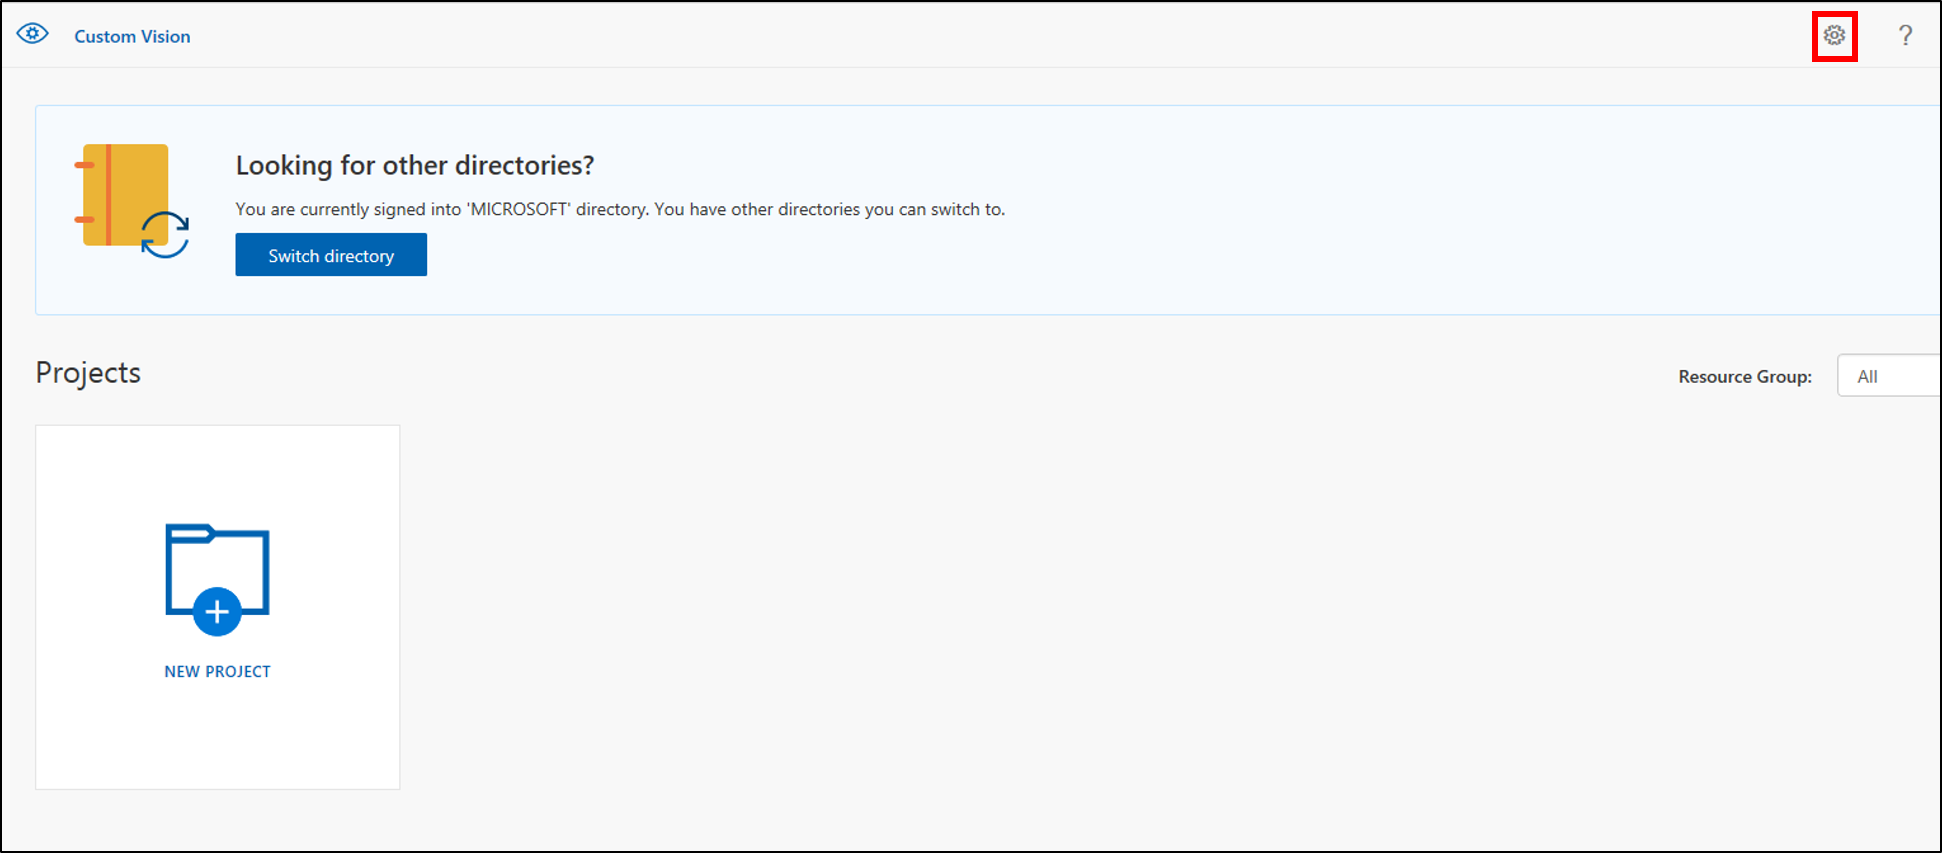 Custom Vision
?
Looking for other directories?
You are currently signed into 'MICROSOFT' directory. You have other directories you can switch to.
Switch directory
Projects
Resource Group:
All
NEW PROJECT